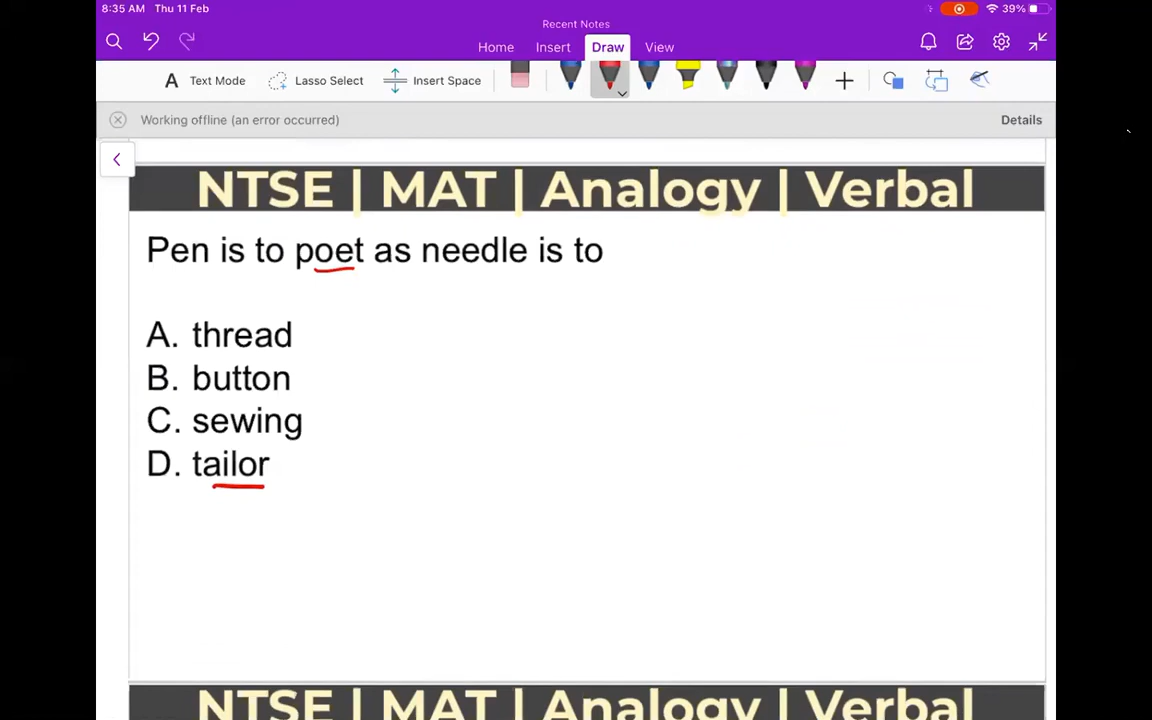 8:35 AM Thu 11 Feb
39%
Recent Notes
Home Insert Draw View
Text Mode Lasso Select Insert Space
Working offline (an error occurred) Details
NTSE | MAT | Analogy | Verbal
Pen is to poet as needle is to
A. thread
B. button
C. sewing
D. tailor
NTSE | MAT | Analogy | Verbal